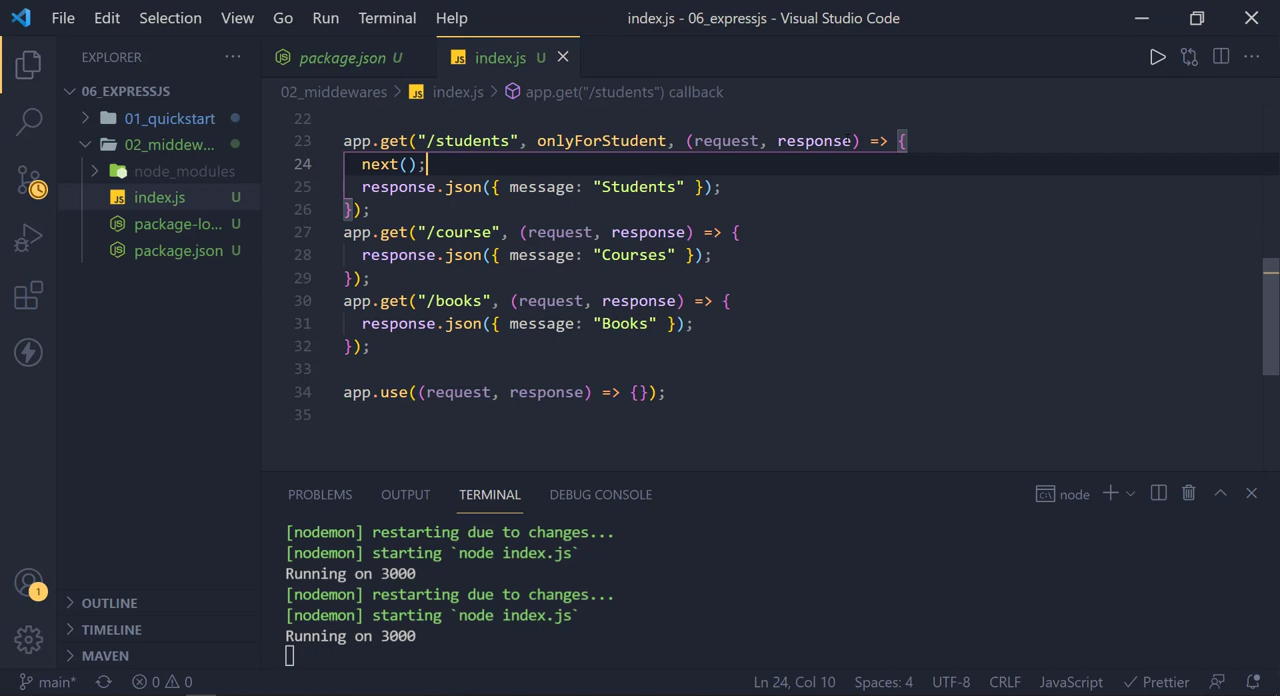 File Edit Selection View Go Run Terminal Help index.js - 06_expressjs - Visual Studio Code
EXPLORER ···
package.json U
JS index.js U
06_EXPRESSJS
01_quickstart
02_middew...
node_modules
JS index.js U
package-lo... U
package.json U
OUTLINE
TIMELINE
MAVEN
02_middewares > JS index.js > app.get("/students") callback
22
23 app.get("/students", onlyForStudent, (request, response) => {
24 next();
25 response.json({ message: "Students" });
26 });
27 app.get("/course", (request, response) => {
28 response.json({ message: "Courses" });
29 });
30 app.get("/books", (request, response) => {
31 response.json({ message: "Books" });
32 });
33
34 app.use((request, response) => {});
35
PROBLEMS OUTPUT TERMINAL DEBUG CONSOLE
node
[nodemon] restarting due to changes...
[nodemon] starting `node index.js`
Running on 3000
[nodemon] restarting due to changes...
[nodemon] starting `node index.js`
Running on 3000
1
main* 0 0 Ln 24, Col 10 Spaces: 4 UTF-8 CRLF JavaScript Prettier